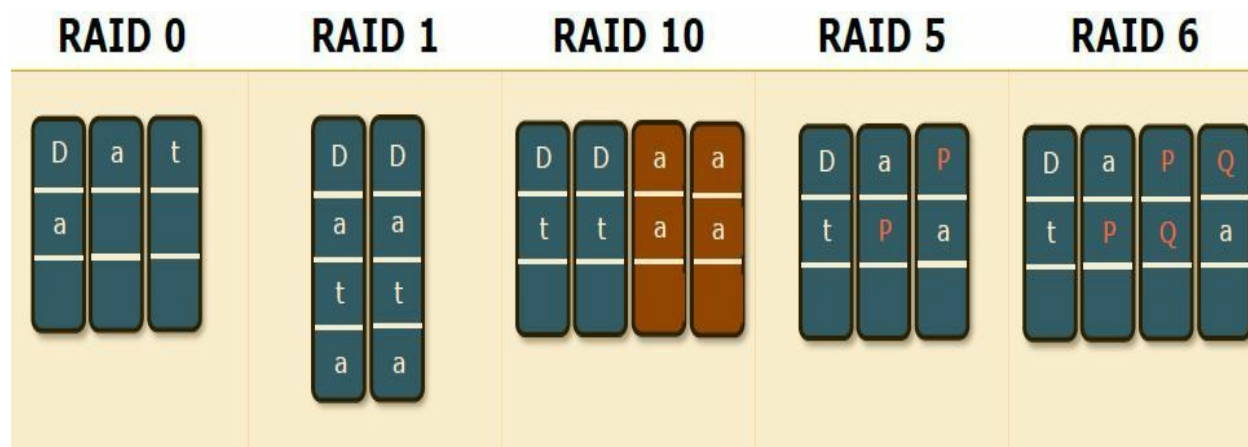 RAID 0 RAID 1 RAID 10 RAID 5 RAID 6
D a t D D D D a a D a P D a P Q
a a a t t a a t P a t P Q a
t t
a a